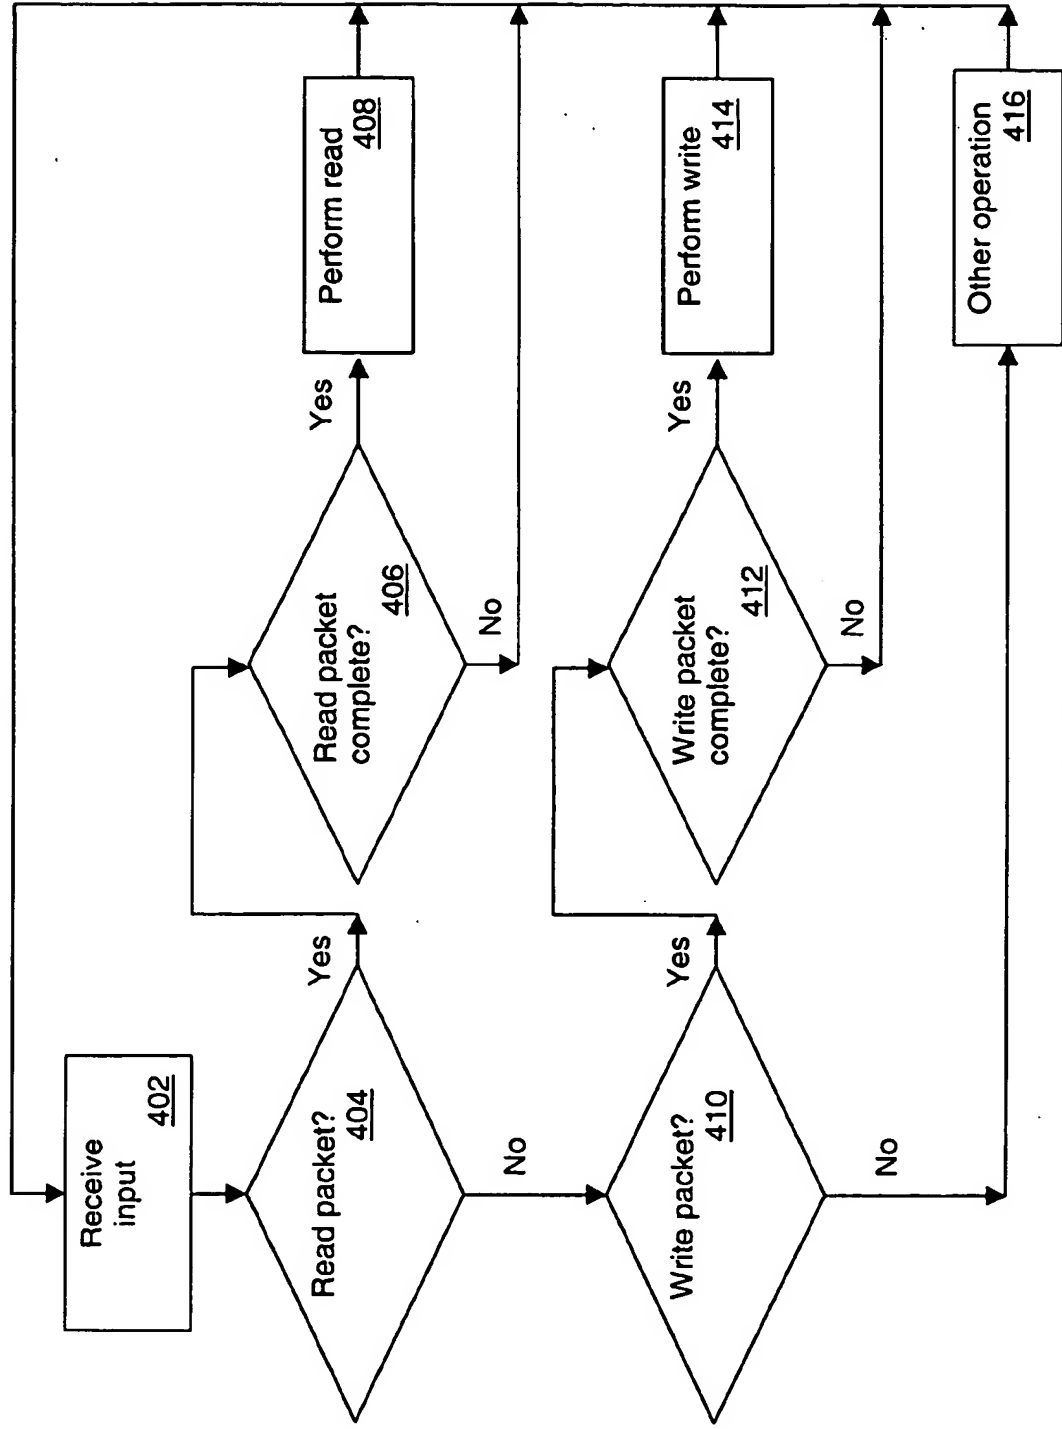 Receive
input
402
Read packet?
404
Yes
No
Read packet
complete?
406
Yes
No
Perform read
408
Write packet?
410
Yes
No
Write packet
complete?
412
Yes
No
Perform write
414
Other operation
416